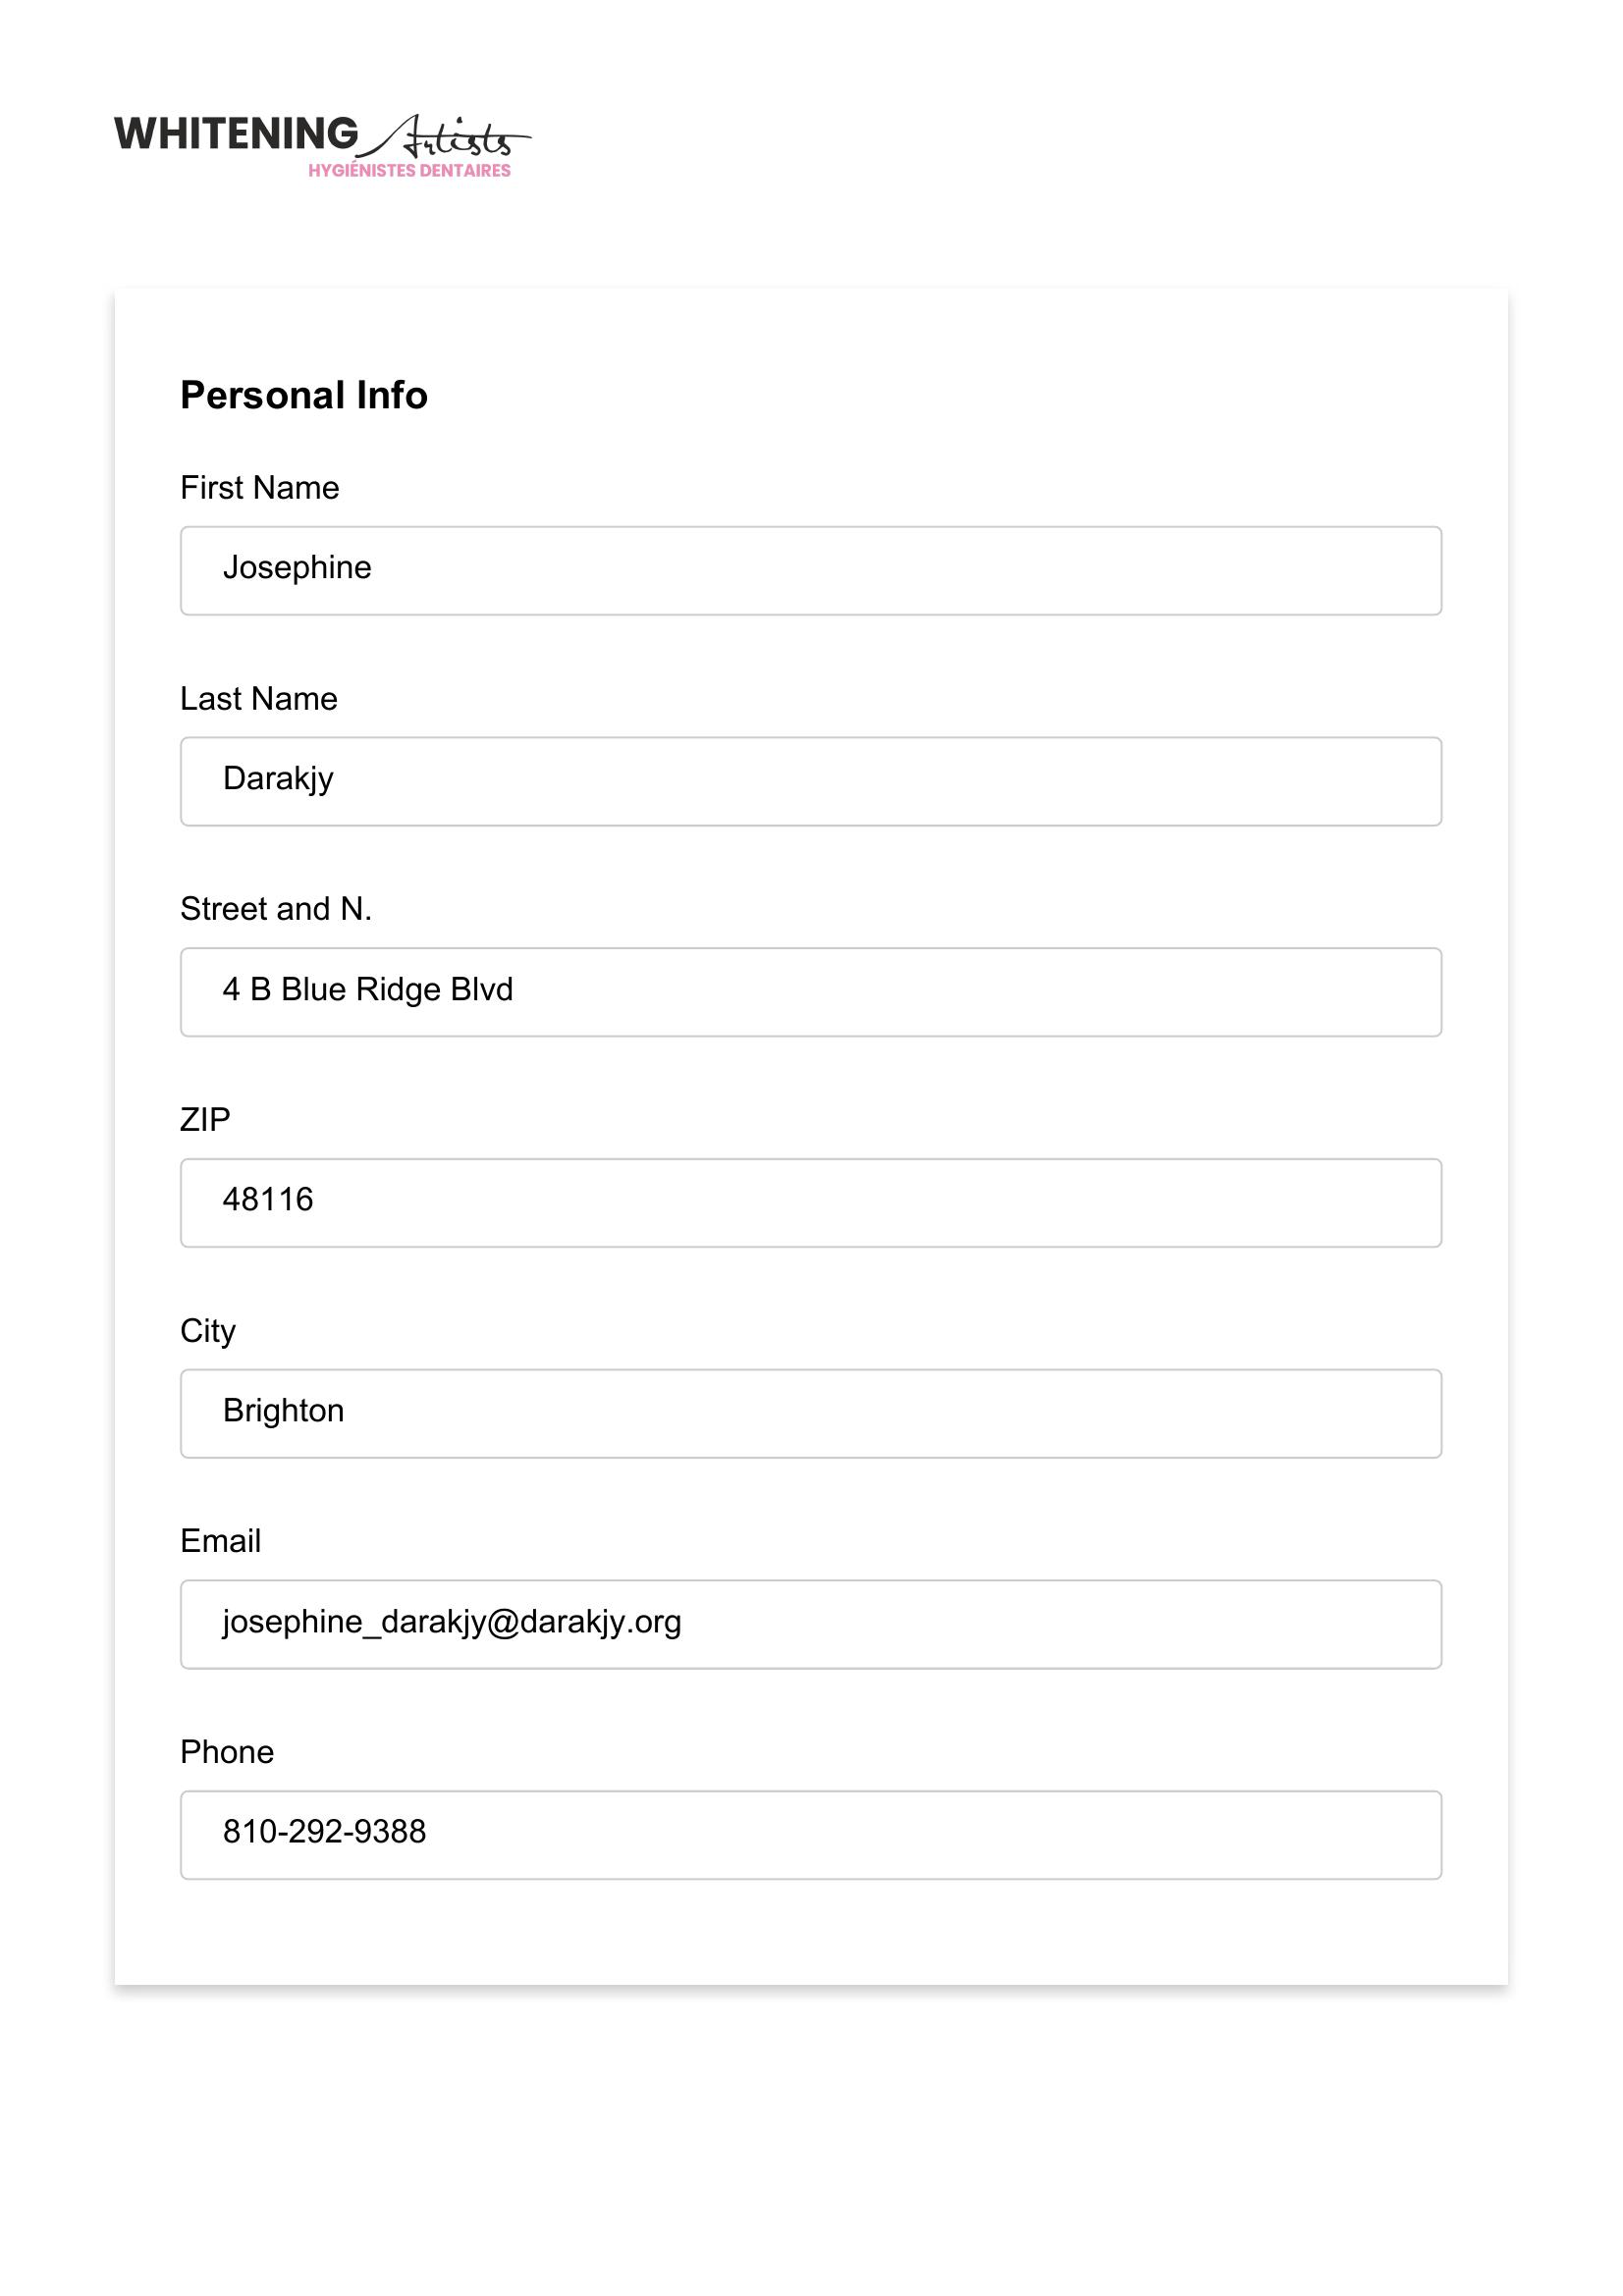 WHITENING Artists
HYGIÉNISTES DENTAIRES
Personal Info
First Name
Josephine
Last Name
Darakjy
Street and N.
4 B Blue Ridge Blvd
ZIP
48116
City
Brighton
Email
josephine_darakjy@darakjy.org
Phone
810-292-9388